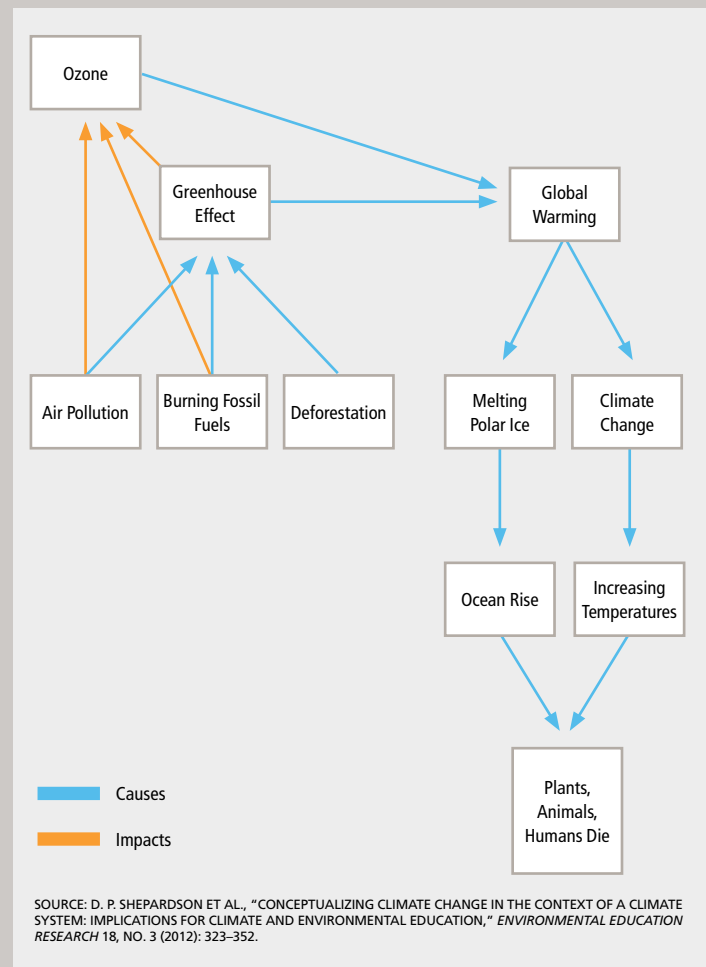 Ozone
Greenhouse
Effect
Global
Warming
Air Pollution
Burning Fossil
Fuels
Deforestation
Melting
Polar Ice
Climate
Change
Ocean Rise
Increasing
Temperatures
Plants,
Animals,
Humans Die
Causes
Impacts
SOURCE: D. P. SHEPARDSON ET AL., “CONCEPTUALIZING CLIMATE CHANGE IN THE CONTEXT OF A CLIMATE
SYSTEM: IMPLICATIONS FOR CLIMATE AND ENVIRONMENTAL EDUCATION,” ENVIRONMENTAL EDUCATION
RESEARCH 18, NO. 3 (2012): 323–352.